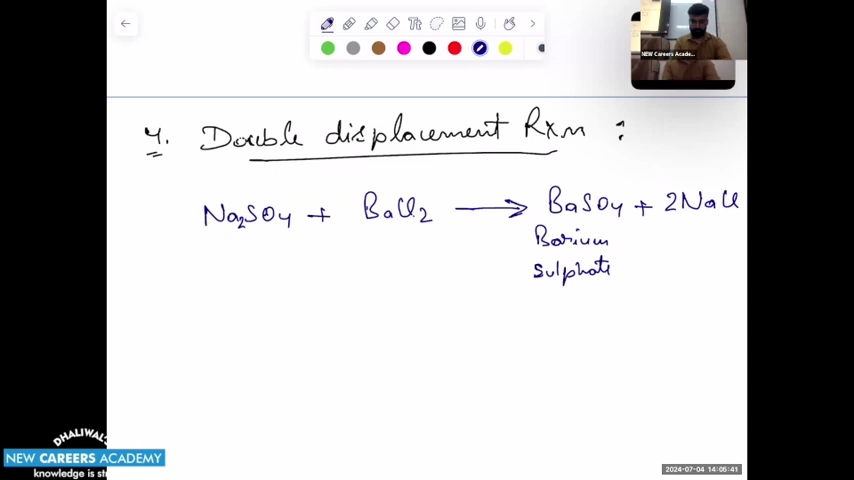 NEW Careers Acade...
4. Double displacement Rxn :
Na2SO4 + BaCl2 → BaSO4 + 2NaCl
Barium
sulphate
DHALIWAL'S
NEW CAREERS ACADEMY
knowledge is st
2024-07-04 14:05:41